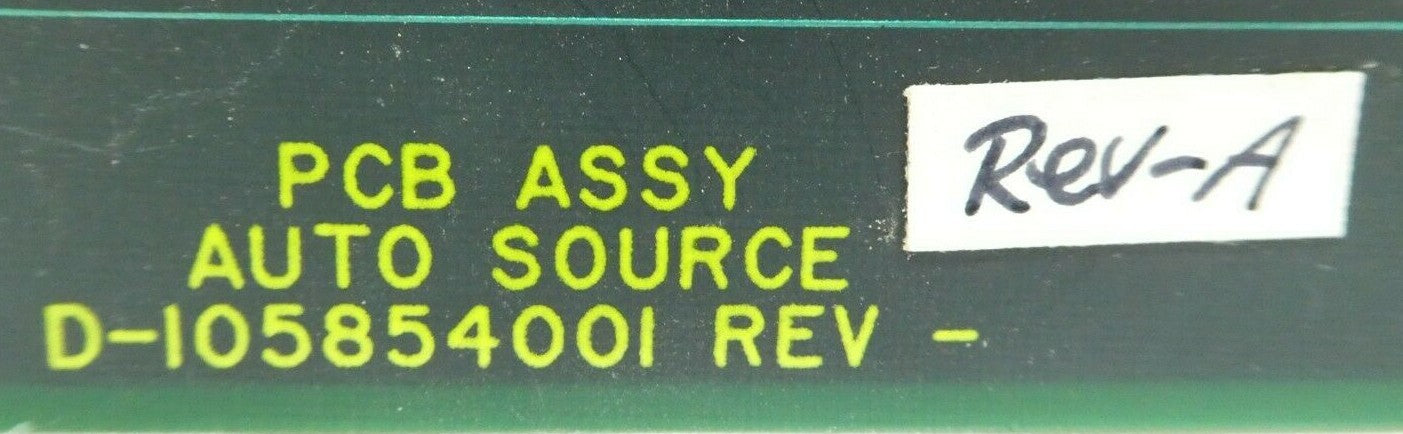 Rev-A
PCB ASSY
AUTO SOURCE
D-105854001 REV -